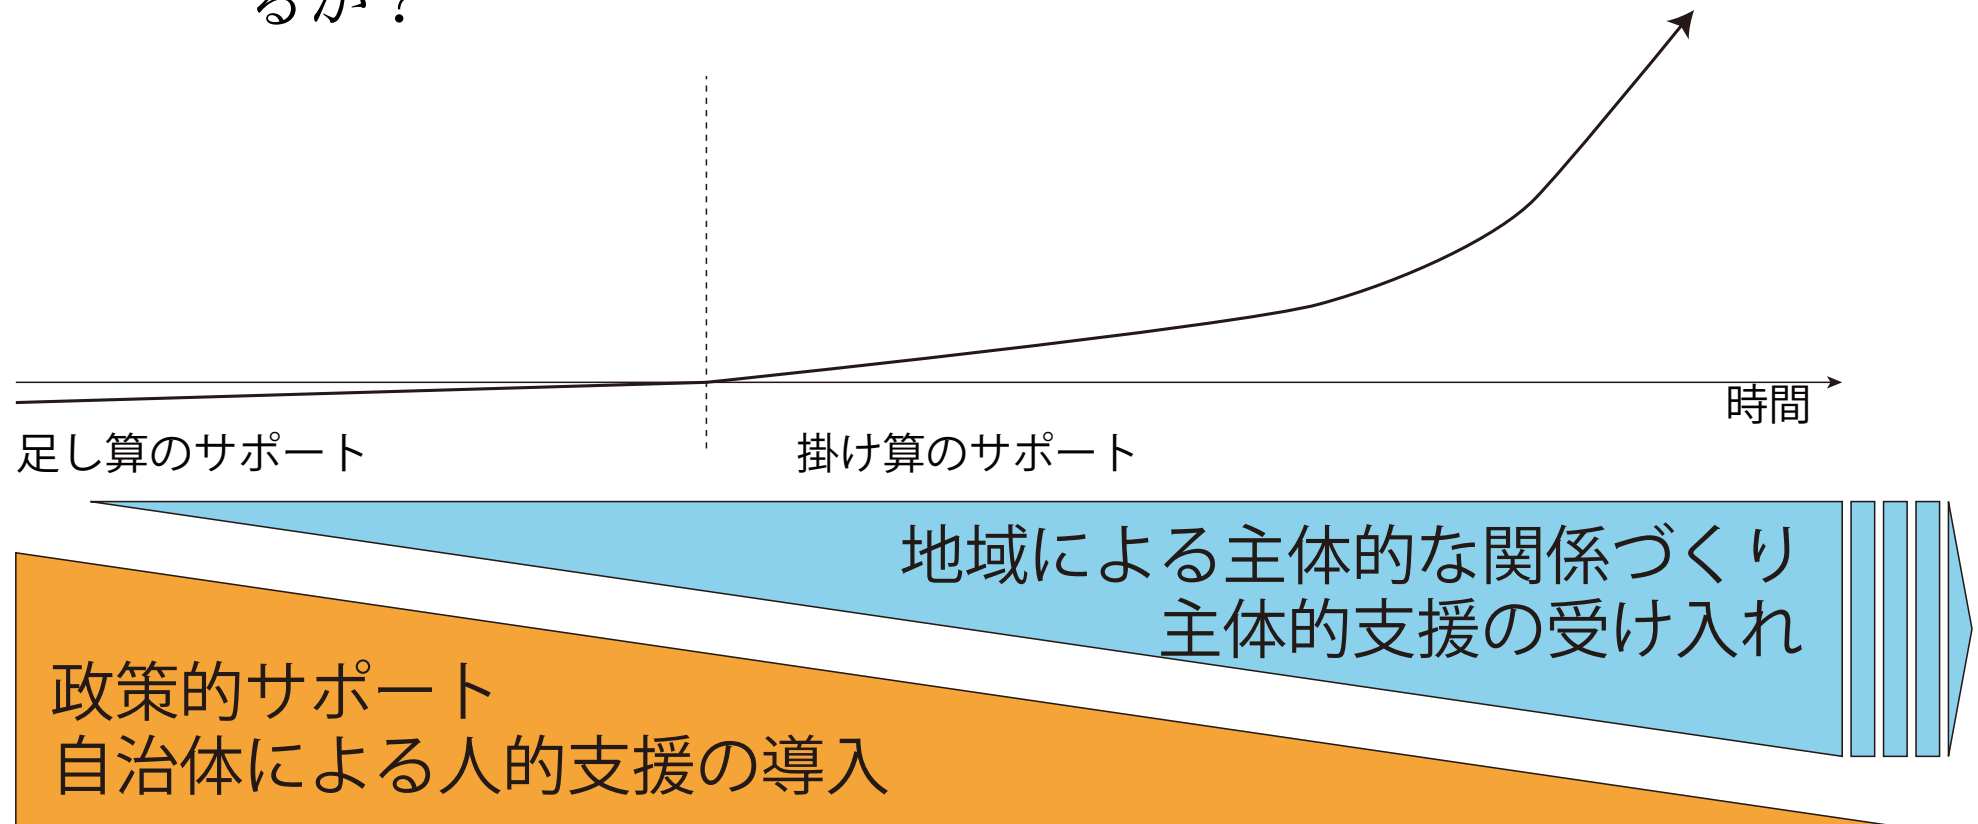 るか？
時間
足し算のサポート
掛け算のサポート
地域による主体的な関係づくり
主体的支援の受け入れ
政策的サポート
自治体による人的支援の導入